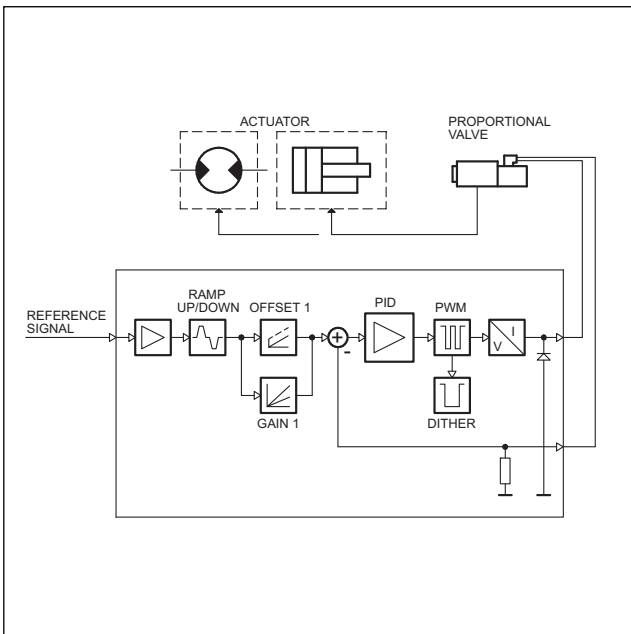 ACTUATOR
PROPORTIONAL
VALVE
REFERENCE
SIGNAL
RAMP
UP/DOWN
OFFSET 1
PID
PWM
I
V
GAIN 1
DITHER
+
-